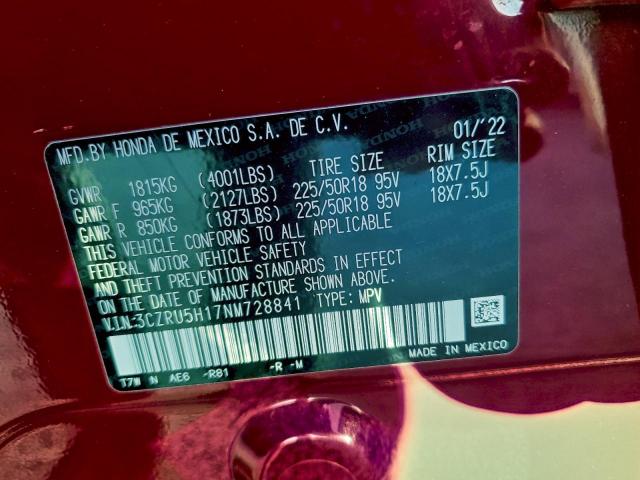 MFD.BY HONDA DE MEXICO S.A. DE C.V. 01/'22
GVWR 1815KG (4001LBS) TIRE SIZE RIM SIZE
GAWR F 965KG (2127LBS) 225/50R18 95V 18X7.5J
GAWR R 850KG (1873LBS) 225/50R18 95V 18X7.5J
THIS VEHICLE CONFORMS TO ALL APPLICABLE
FEDERAL MOTOR VEHICLE SAFETY
AND THEFT PREVENTION STANDARDS IN EFFECT
ON THE DATE OF MANUFACTURE SHOWN ABOVE.
V.I.N.:3CZRU5H17NM728841 TYPE: MPV
T7W N AE6 -R81 -R -M MADE IN MEXICO